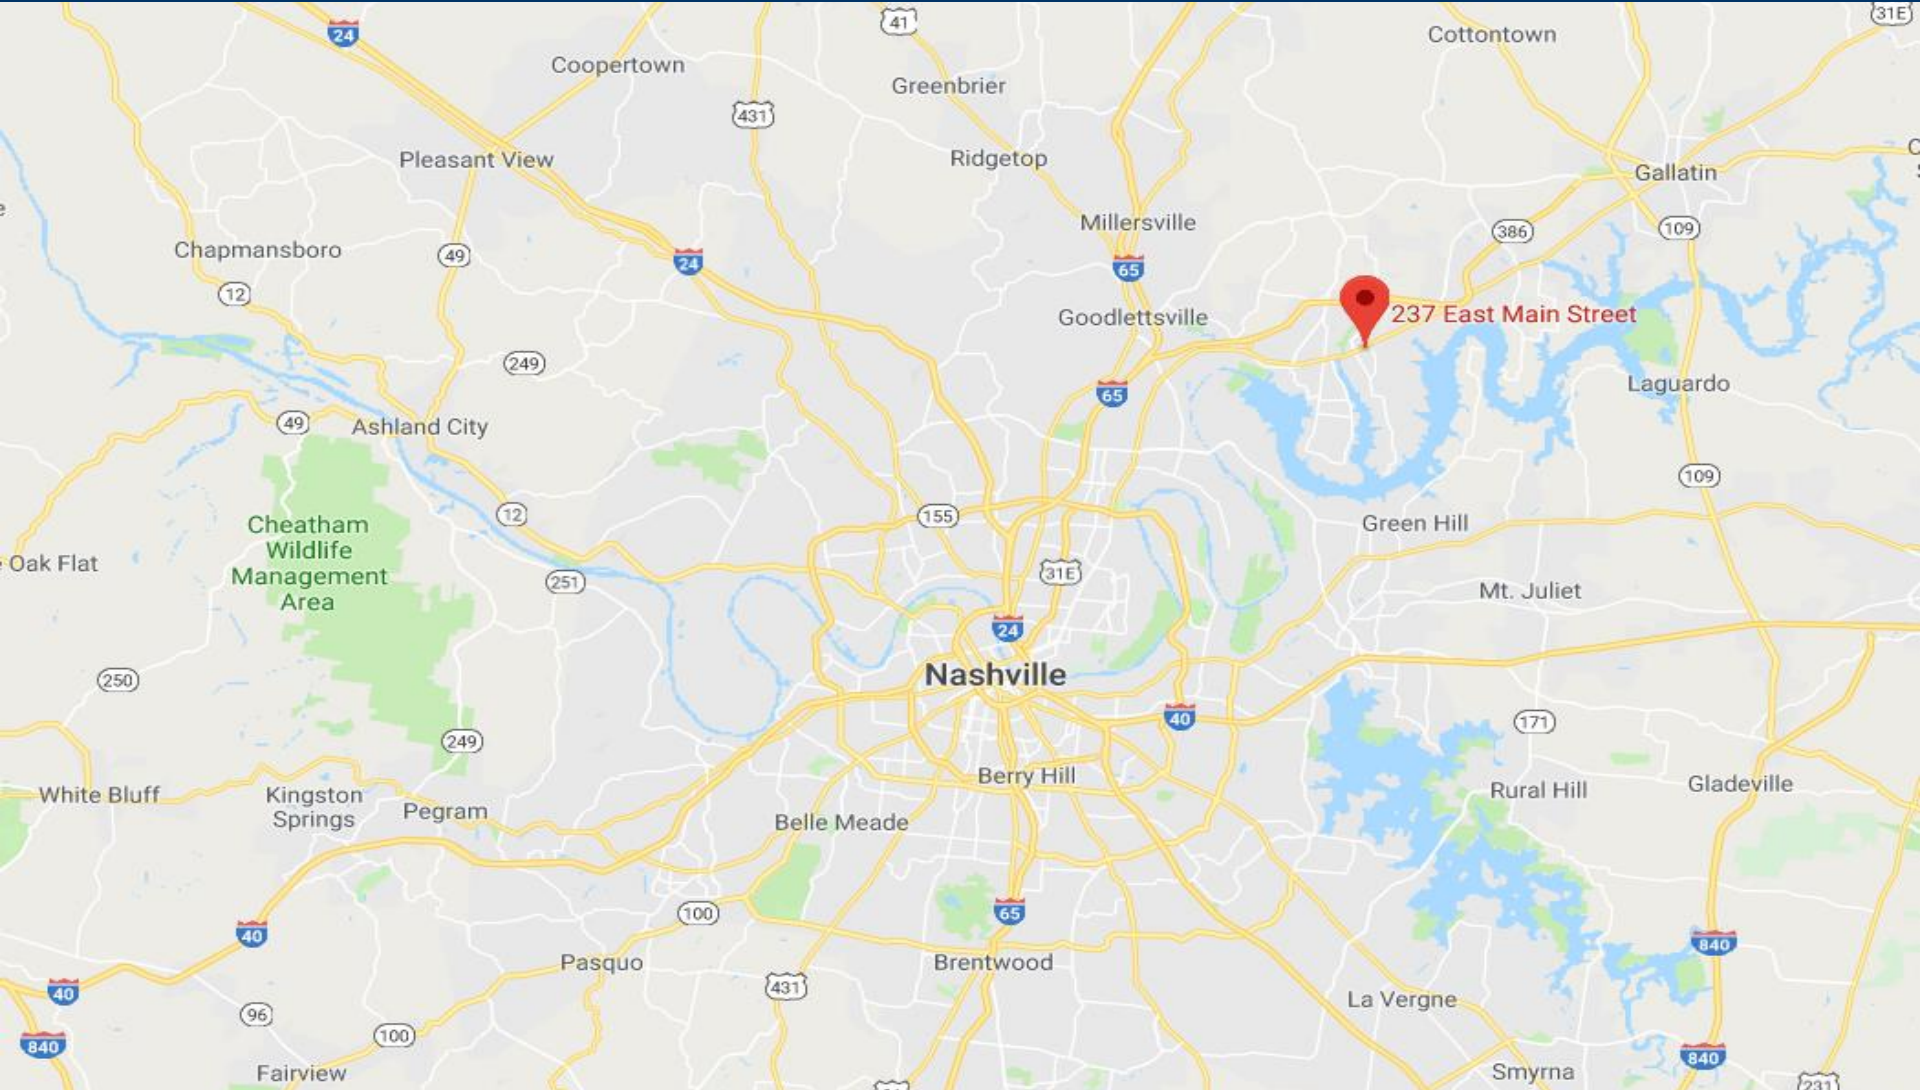 24
41
31E
Cottontown
Coopertown
Greenbrier
431
Pleasant View
Ridgetop
Gallatin
Millersville
386
109
Chapmansboro
49
24
65
12
237 East Main Street
Goodlettsville
249
65
Laguardo
49
Ashland City
109
12
155
Green Hill
Cheatham
Wildlife
Management
Area
Oak Flat
251
31E
Mt. Juliet
24
250
Nashville
40
171
249
Berry Hill
White Bluff
Kingston
Springs
Pegram
Rural Hill
Gladeville
Belle Meade
100
65
40
840
Pasquo
Brentwood
431
40
La Vergne
96
100
840
840
Fairview
Smyrna
231